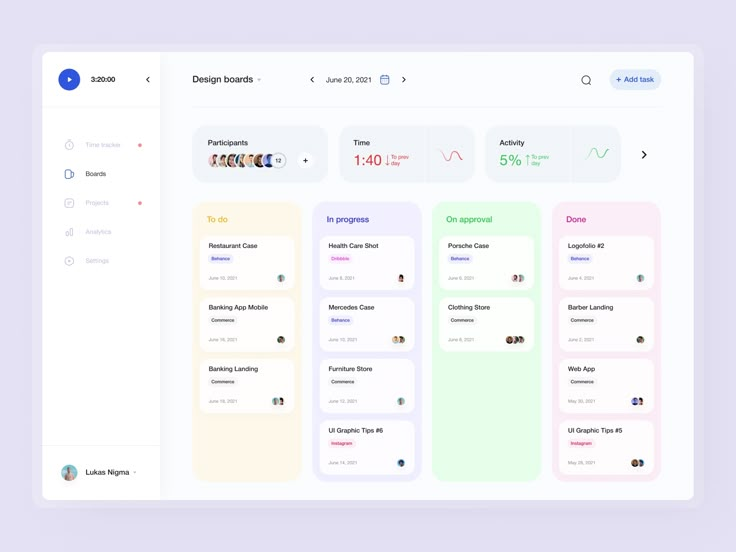 3:20:00
Design boards
June 20, 2021
+ Add task
Time tracker
Boards
Projects
Analytics
Settings
Lukas Nigma
Participants
12
+
Time
1:40
To prev
day
Activity
5%
To prev
day
To do
Restaurant Case
Behance
June 10, 2021
Banking App Mobile
Commerce
June 16, 2021
Banking Landing
Commerce
June 19, 2021
In progress
Health Care Shot
Dribbble
June 8, 2021
Mercedes Case
Behance
June 10, 2021
Furniture Store
Commerce
June 12, 2021
UI Graphic Tips #6
Instagram
June 14, 2021
On approval
Porsche Case
Behance
June 6, 2021
Clothing Store
Commerce
June 6, 2021
Done
Logofolio #2
Behance
June 4, 2021
Barber Landing
Commerce
June 2, 2021
Web App
Commerce
May 30, 2021
UI Graphic Tips #5
Instagram
May 28, 2021